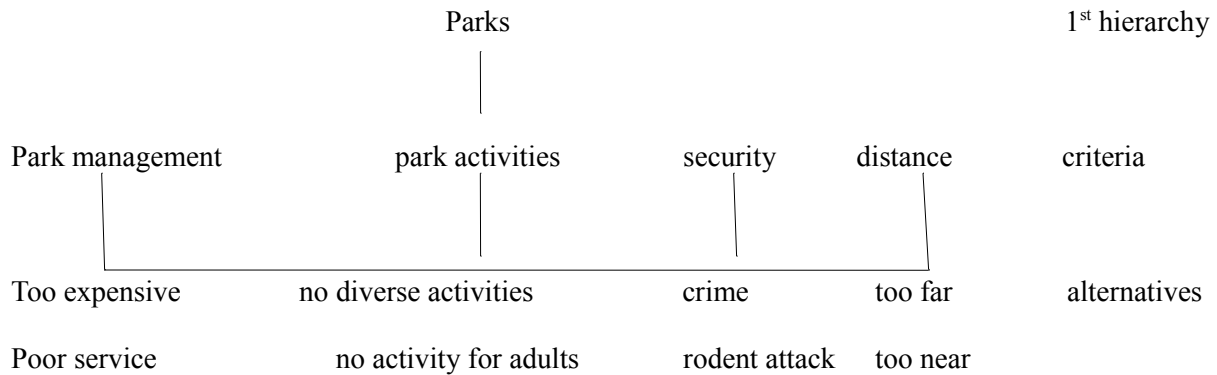 Parks 1st hierarchy
Park management park activities security distance criteria
Too expensive no diverse activities crime too far alternatives
Poor service no activity for adults rodent attack too near